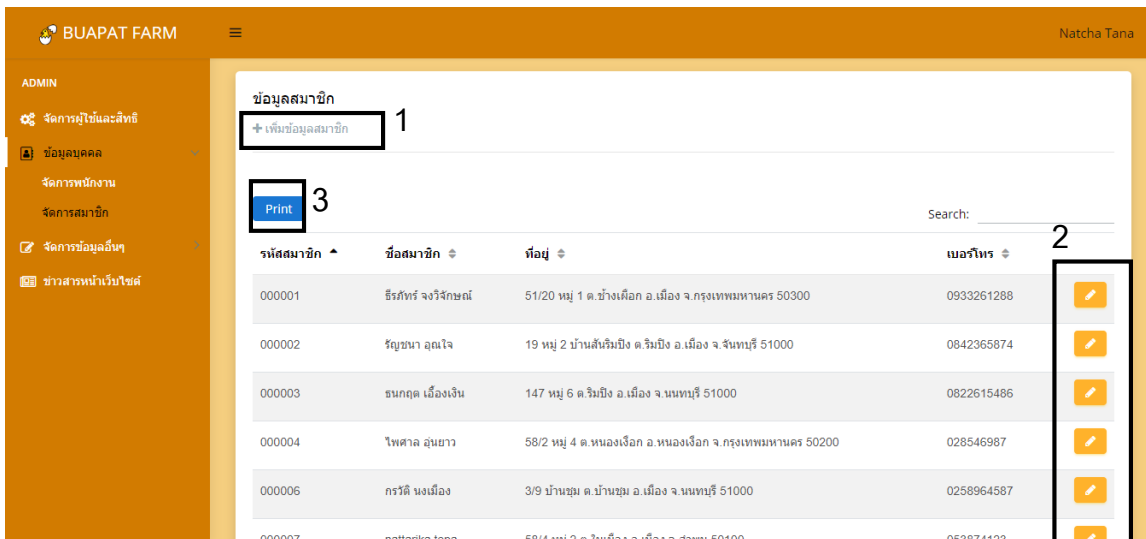 BUAPAT FARM
Natcha Tana
ADMIN
จัดการผู้ใช้และสิทธิ
ข้อมูลบุคคล
จัดการพนักงาน
จัดการสมาชิก
จัดการข้อมูลอื่นๆ
ข่าวสารหน้าเว็บไซต์
ข้อมูลสมาชิก
+ เพิ่มข้อมูลสมาชิก 1
Print 3
Search:
2
รหัสสมาชิก ชื่อสมาชิก ที่อยู่ เบอร์โทร
000001 ธีรภัทร์ จงวิจักษณ์ 51/20 หมู่ 1 ต.ช้างเผือก อ.เมือง จ.กรุงเทพมหานคร 50300 0933261288
000002 รัญชนา อุณใจ 19 หมู่ 2 บ้านสันริมปิง ต.ริมปิง อ.เมือง จ.จันทบุรี 51000 0842365874
000003 ธนกฤต เอื้องเงิน 147 หมู่ 6 ต.ริมปิง อ.เมือง จ.นนทบุรี 51000 0822615486
000004 ไพศาล อุ่นยาว 58/2 หมู่ 4 ต.หนองเงือก อ.หนองเงือก จ.กรุงเทพมหานคร 50200 028546987
000006 กรวัติ นงเมือง 3/9 บ้านชุม ต.บ้านชุม อ.เมือง จ.นนทบุรี 51000 0258964587